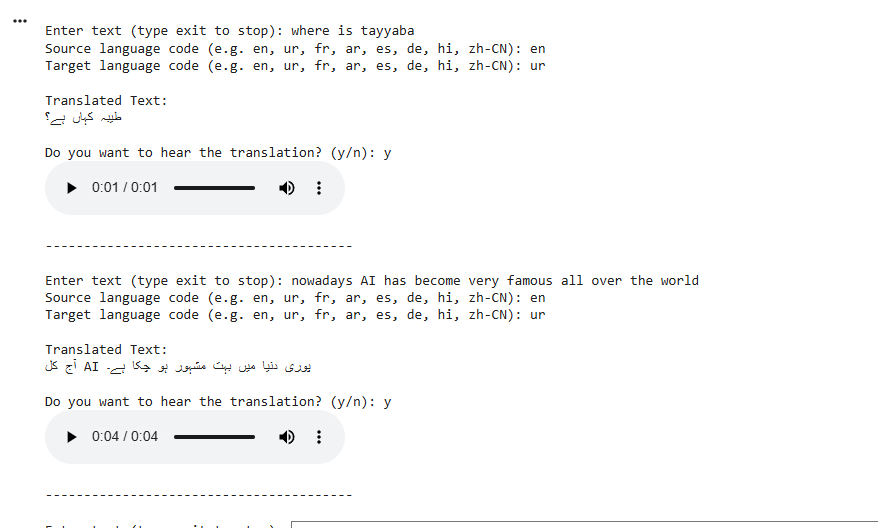 Enter text (type exit to stop): where is tayyaba
Source language code (e.g. en, ur, fr, ar, es, de, hi, zh-CN): en
Target language code (e.g. en, ur, fr, ar, es, de, hi, zh-CN): ur
Translated Text:
طیبہ کہاں ہے؟
Do you want to hear the translation? (y/n): y
0:01 / 0:01
----------------------------------------
Enter text (type exit to stop): nowadays AI has become very famous all over the world
Source language code (e.g. en, ur, fr, ar, es, de, hi, zh-CN): en
Target language code (e.g. en, ur, fr, ar, es, de, hi, zh-CN): ur
Translated Text:
آج کل AI پوری دنیا میں بہت مشہور ہو چکا ہے۔
Do you want to hear the translation? (y/n): y
0:04 / 0:04
----------------------------------------